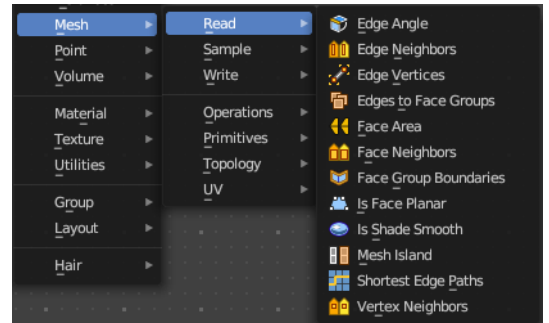 Mesh
Point
Volume
Material
Texture
Utilities
Group
Layout
Hair
Read
Sample
Write
Operations
Primitives
Topology
UV
Edge Angle
Edge Neighbors
Edge Vertices
Edges to Face Groups
Face Area
Face Neighbors
Face Group Boundaries
Is Face Planar
Is Shade Smooth
Mesh Island
Shortest Edge Paths
Vertex Neighbors